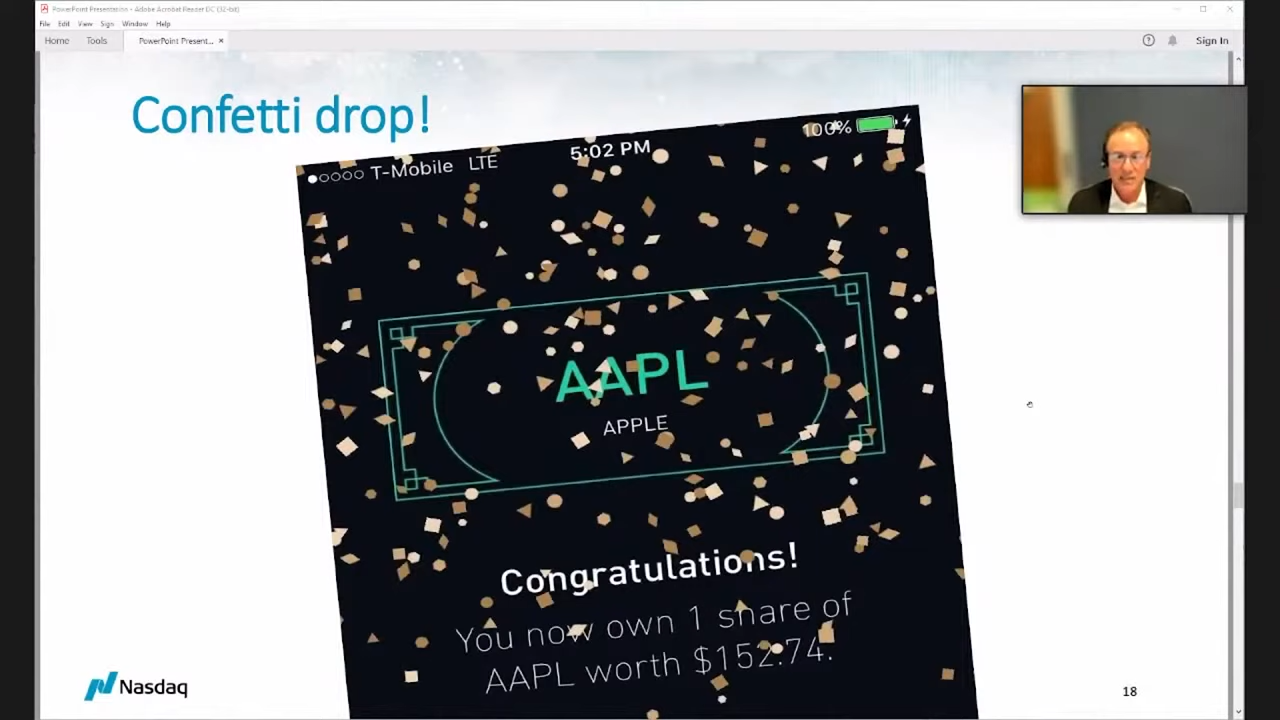 PowerPoint Presentation - Adobe Acrobat Reader DC (32-bit)
File Edit View Sign Window Help
Home Tools PowerPoint Present... × Sign In
Confetti drop!
T-Mobile LTE 5:02 PM 100%
AAPL
APPLE
Congratulations!
You now own 1 share of
AAPL worth $152.74.
Nasdaq
18